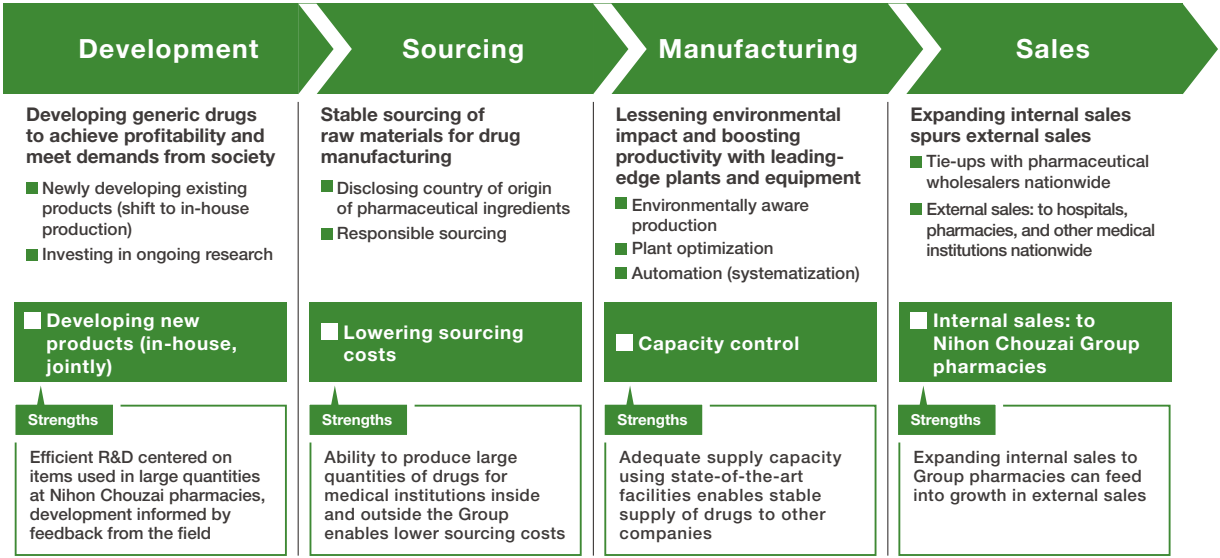 Development
Sourcing
Manufacturing
Sales
Developing generic drugs
to achieve profitability and
meet demands from society
Newly developing existing
products (shift to in-house
production)
Investing in ongoing research
Stable sourcing of
raw materials for drug
manufacturing
Disclosing country of origin
of pharmaceutical ingredients
Responsible sourcing
Lessening environmental
impact and boosting
productivity with leading-
edge plants and equipment
Environmentally aware
production
Plant optimization
Automation (systematization)
Expanding internal sales
spurs external sales
Tie-ups with pharmaceutical
wholesalers nationwide
External sales: to hospitals,
pharmacies, and other medical
institutions nationwide
Developing new
products (in-house,
jointly)
Lowering sourcing
costs
Capacity control
Internal sales: to
Nihon Chouzai Group
pharmacies
Strengths
Efficient R&D centered on
items used in large quantities
at Nihon Chouzai pharmacies,
development informed by
feedback from the field
Strengths
Ability to produce large
quantities of drugs for
medical institutions inside
and outside the Group
enables lower sourcing costs
Strengths
Adequate supply capacity
using state-of-the-art
facilities enables stable
supply of drugs to other
companies
Strengths
Expanding internal sales to
Group pharmacies can feed
into growth in external sales